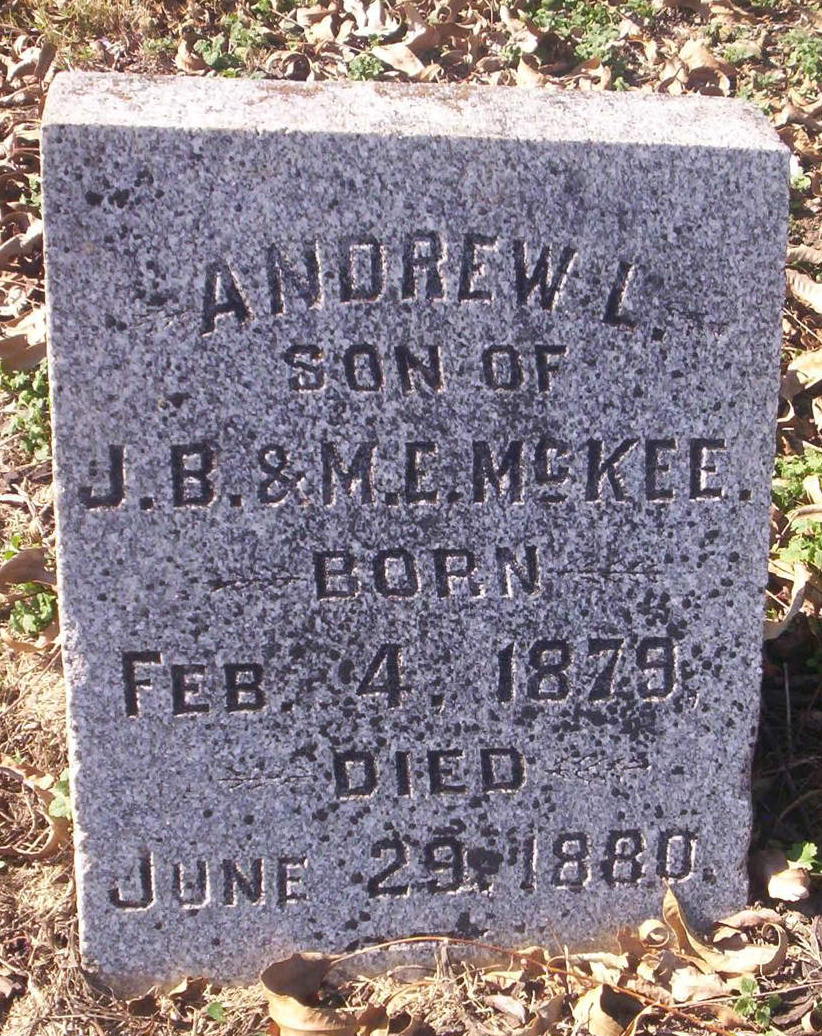 ANDREW L.
SON OF
J.B. & M.E. McKEE.
BORN
FEB. 4, 1879,
DIED
JUNE 29, 1880.